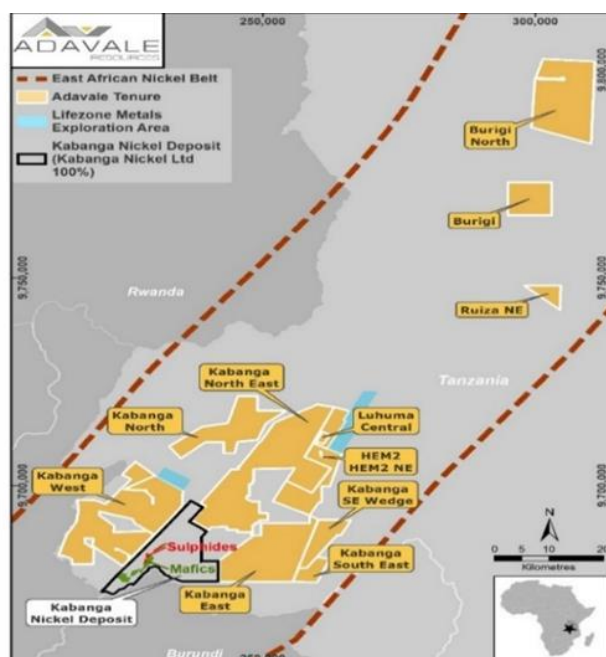 ADAVALE
RESOURCES
250,000
300,000
East African Nickel Belt
Adavale Tenure
Lifezone Metals
Exploration Area
Kabanga Nickel Deposit
(Kabanga Nickel Ltd
100%)
9,800,000
Burigi
North
Burigi
9,750,000
9,750,000
Rwanda
Ruiza NE
Tanzania
Kabanga
North East
Kabanga
North
Luhuma
Central
HEM2
HEM2 NE
Kabanga
West
Kabanga
SE Wedge
9,700,000
9,700,000
Sulphides
Mafics
Kabanga
South East
Kabanga
East
Kabanga
Nickel Deposit
N
0 10 20
Kilometres
Burundi